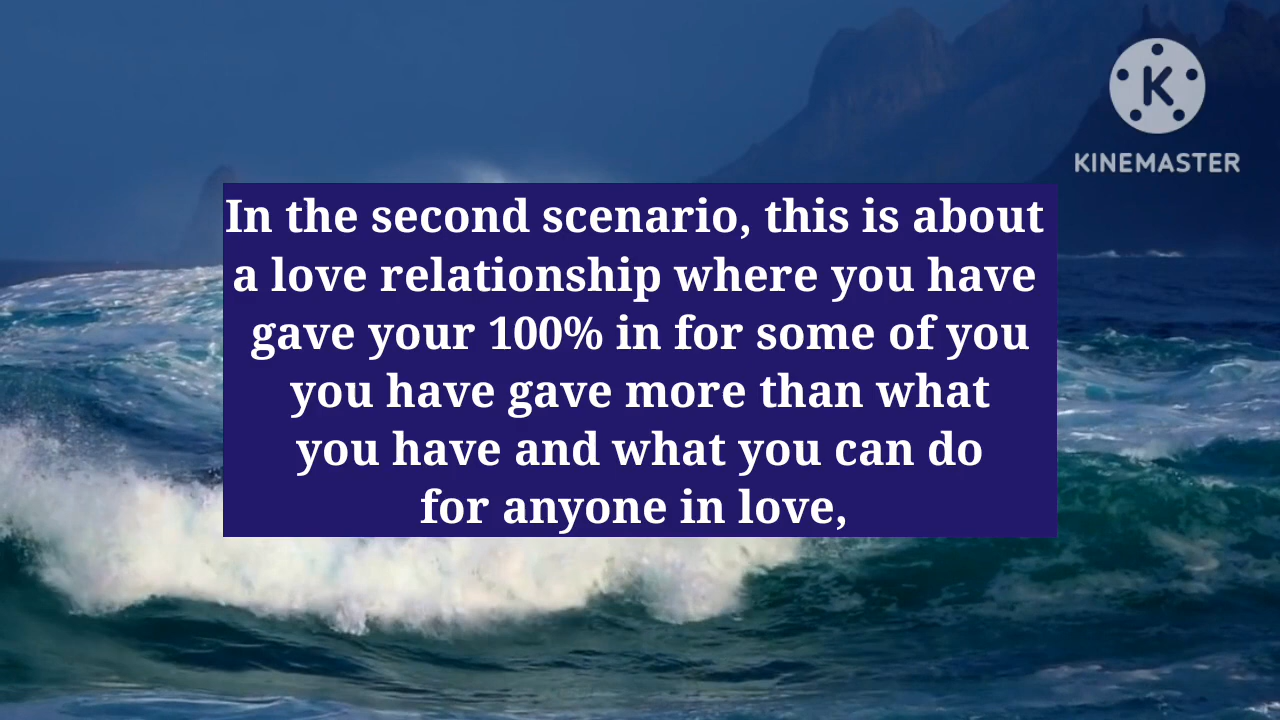 K
KINEMASTER
In the second scenario, this is about
a love relationship where you have
gave your 100% in for some of you
you have gave more than what
you have and what you can do
for anyone in love,